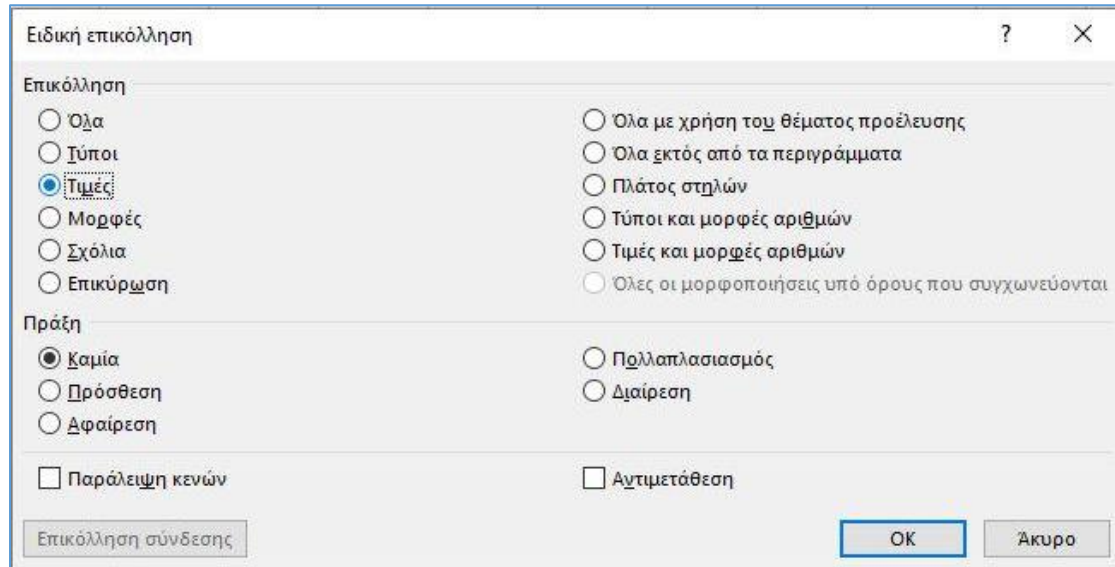 Ειδική επικόλληση ?
Επικόλληση
Όλα
Τύποι
Τιμές
Μορφές
Σχόλια
Επικύρωση
Όλα με χρήση του θέματος προέλευσης
Όλα εκτός από τα περιγράμματα
Πλάτος στηλών
Τύποι και μορφές αριθμών
Τιμές και μορφές αριθμών
Όλες οι μορφοποιήσεις υπό όρους που συγχωνεύονται
Πράξη
Καμία
Πρόσθεση
Αφαίρεση
Πολλαπλασιασμός
Διαίρεση
Παράλειψη κενών
Αντιμετάθεση
Επικόλληση σύνδεσης
OK
Άκυρο